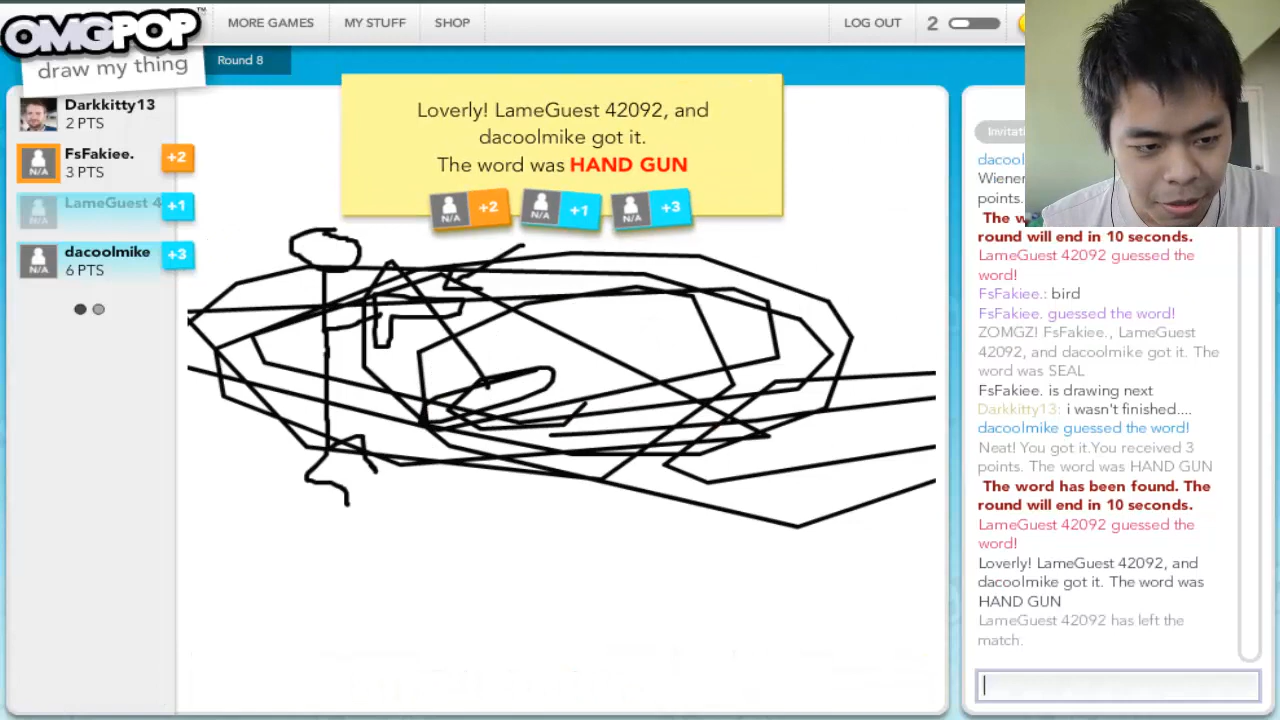 OMGPOP™
draw my thing
MORE GAMES
MY STUFF
SHOP
LOG OUT
2
Round 8
Darkkitty13
2 PTS
FsFakiee.
3 PTS
N/A
+2
LameGuest 4
N/A
+1
dacoolmike
6 PTS
N/A
+3
Loverly! LameGuest 42092, and
dacoolmike got it.
The word was HAND GUN
N/A +2
N/A +1
N/A +3
Invitati
dacool
Wiener
points.
The w
round will end in 10 seconds.
LameGuest 42092 guessed the
word!
FsFakiee.: bird
FsFakiee. guessed the word!
ZOMGZ! FsFakiee., LameGuest
42092, and dacoolmike got it. The
word was SEAL
FsFakiee. is drawing next
Darkkitty13: i wasn't finished....
dacoolmike guessed the word!
Neat! You got it.You received 3
points. The word was HAND GUN
The word has been found. The
round will end in 10 seconds.
LameGuest 42092 guessed the
word!
Loverly! LameGuest 42092, and
dacoolmike got it. The word was
HAND GUN
LameGuest 42092 has left the
match.